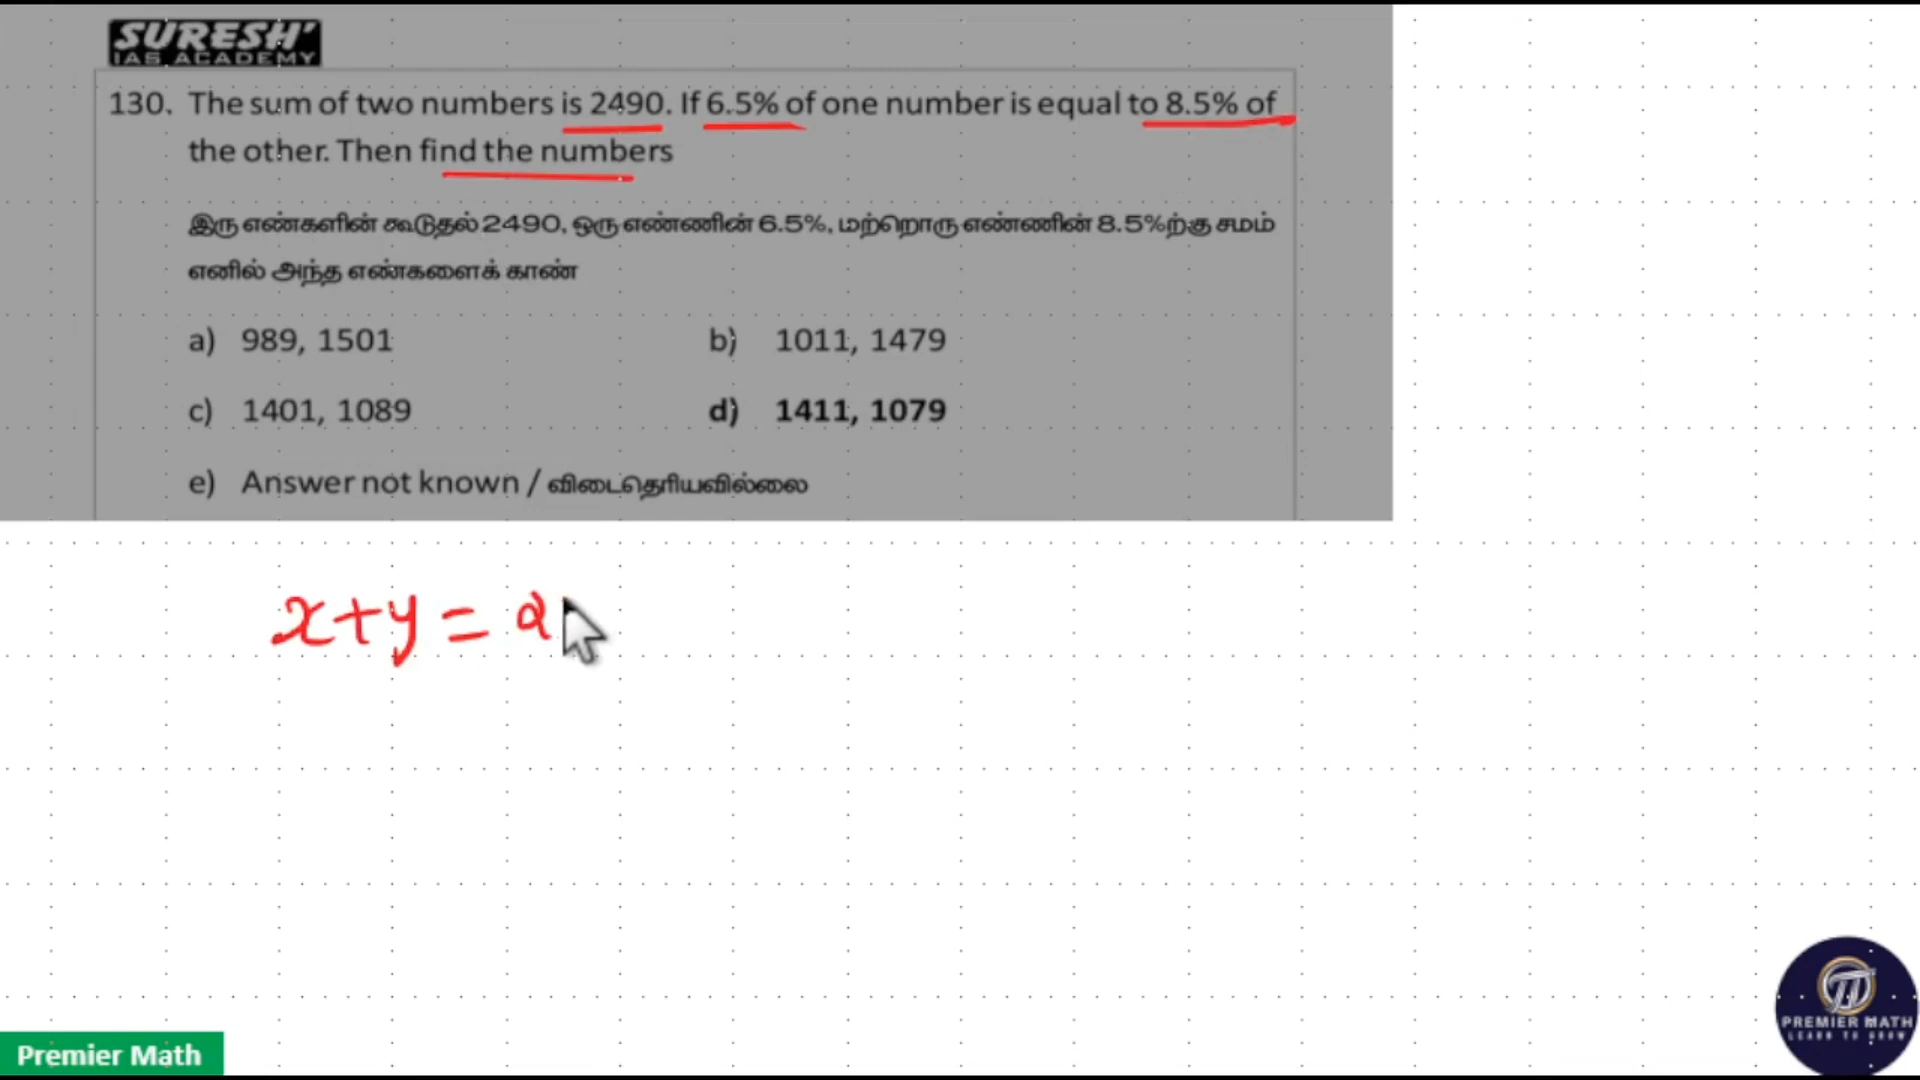 SURESH'
IAS ACADEMY
130. The sum of two numbers is 2490. If 6.5% of one number is equal to 8.5% of
the other. Then find the numbers
இரு எண்களின் கூடுதல் 2490, ஒரு எண்ணின் 6.5%, மற்றொரு எண்ணின் 8.5%ற்கு சமம்
எனில் அந்த எண்களைக் காண்
a) 989, 1501 b) 1011, 1479
c) 1401, 1089 d) 1411, 1079
e) Answer not known / விடைதெரியவில்லை
x+y = 2
PREMIER MATH
LEARN TO GROW
Premier Math